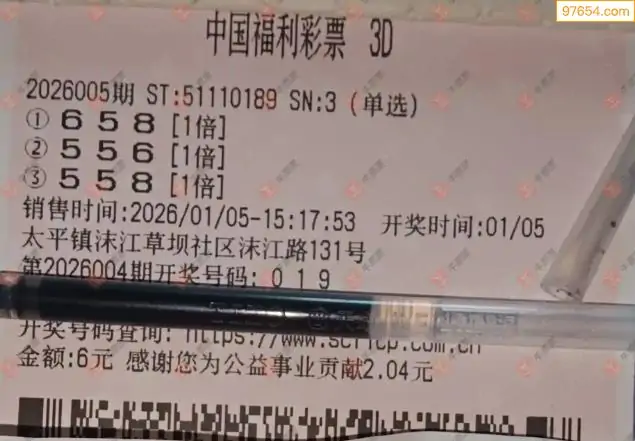 97654.com
中国福利彩票 3D
2026005期 ST:51110189 SN:3 (单选)
① 6 5 8 [1倍]
② 5 5 6 [1倍]
③ 5 5 8 [1倍]
销售时间:2026/01/05-15:17:53 开奖时间:01/05
太平镇沫江草坝社区沫江路131号
第2026004期开奖号码: 0 1 9
开奖号码查询: https://www.scflcp.com.cn
金额:6元 感谢您为公益事业贡献2.04元